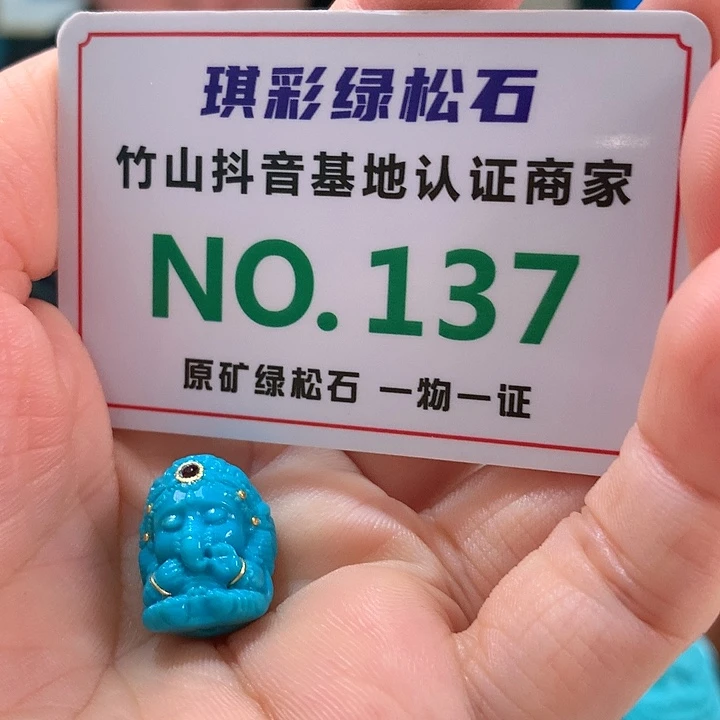 琪彩绿松石
竹山抖音基地认证商家
NO.137
原矿绿松石 一物一证